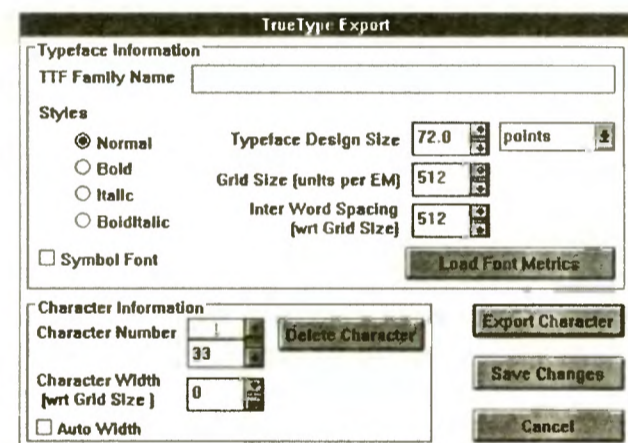 TrueType Export
Typeface Information
TTF Family Name
Styles
Normal
Bold
Italic
BoldItalic
Typeface Design Size 72.0 points
Grid Size (units per EM) 512
Inter Word Spacing
(wrt Grid Size) 512
Symbol Font
Load Font Metrics
Character Information
Character Number !
33
Delete Character
Character Width
(wrt Grid Size ) 0
Auto Width
Export Character
Save Changes
Cancel